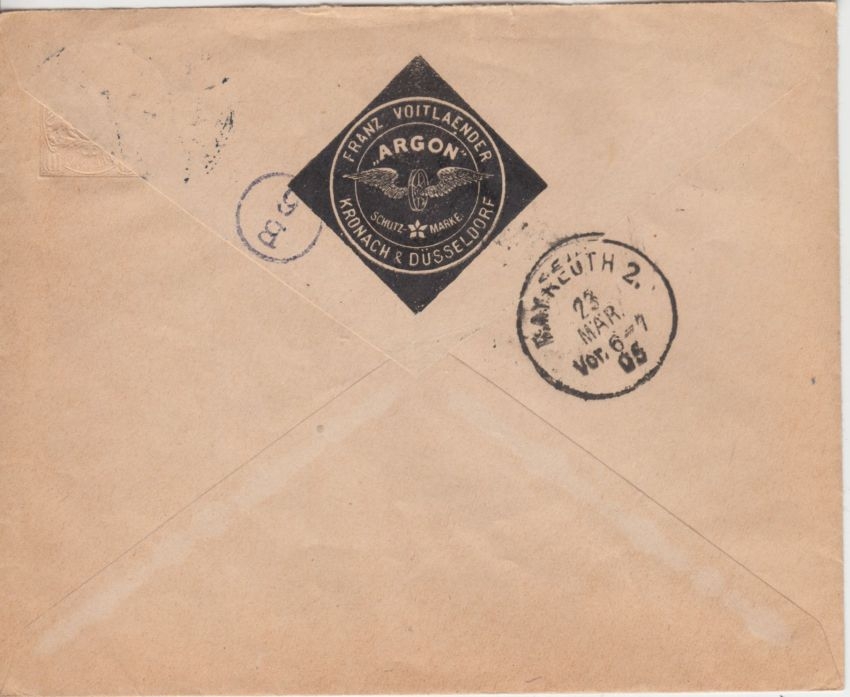 FRANZ VOITLAENDER
„ARGON"
SCHUTZ-MARKE
KRONACH & DÜSSELDORF
BAYREUTH 2.
23
MAR.
Vor. 6-7
05